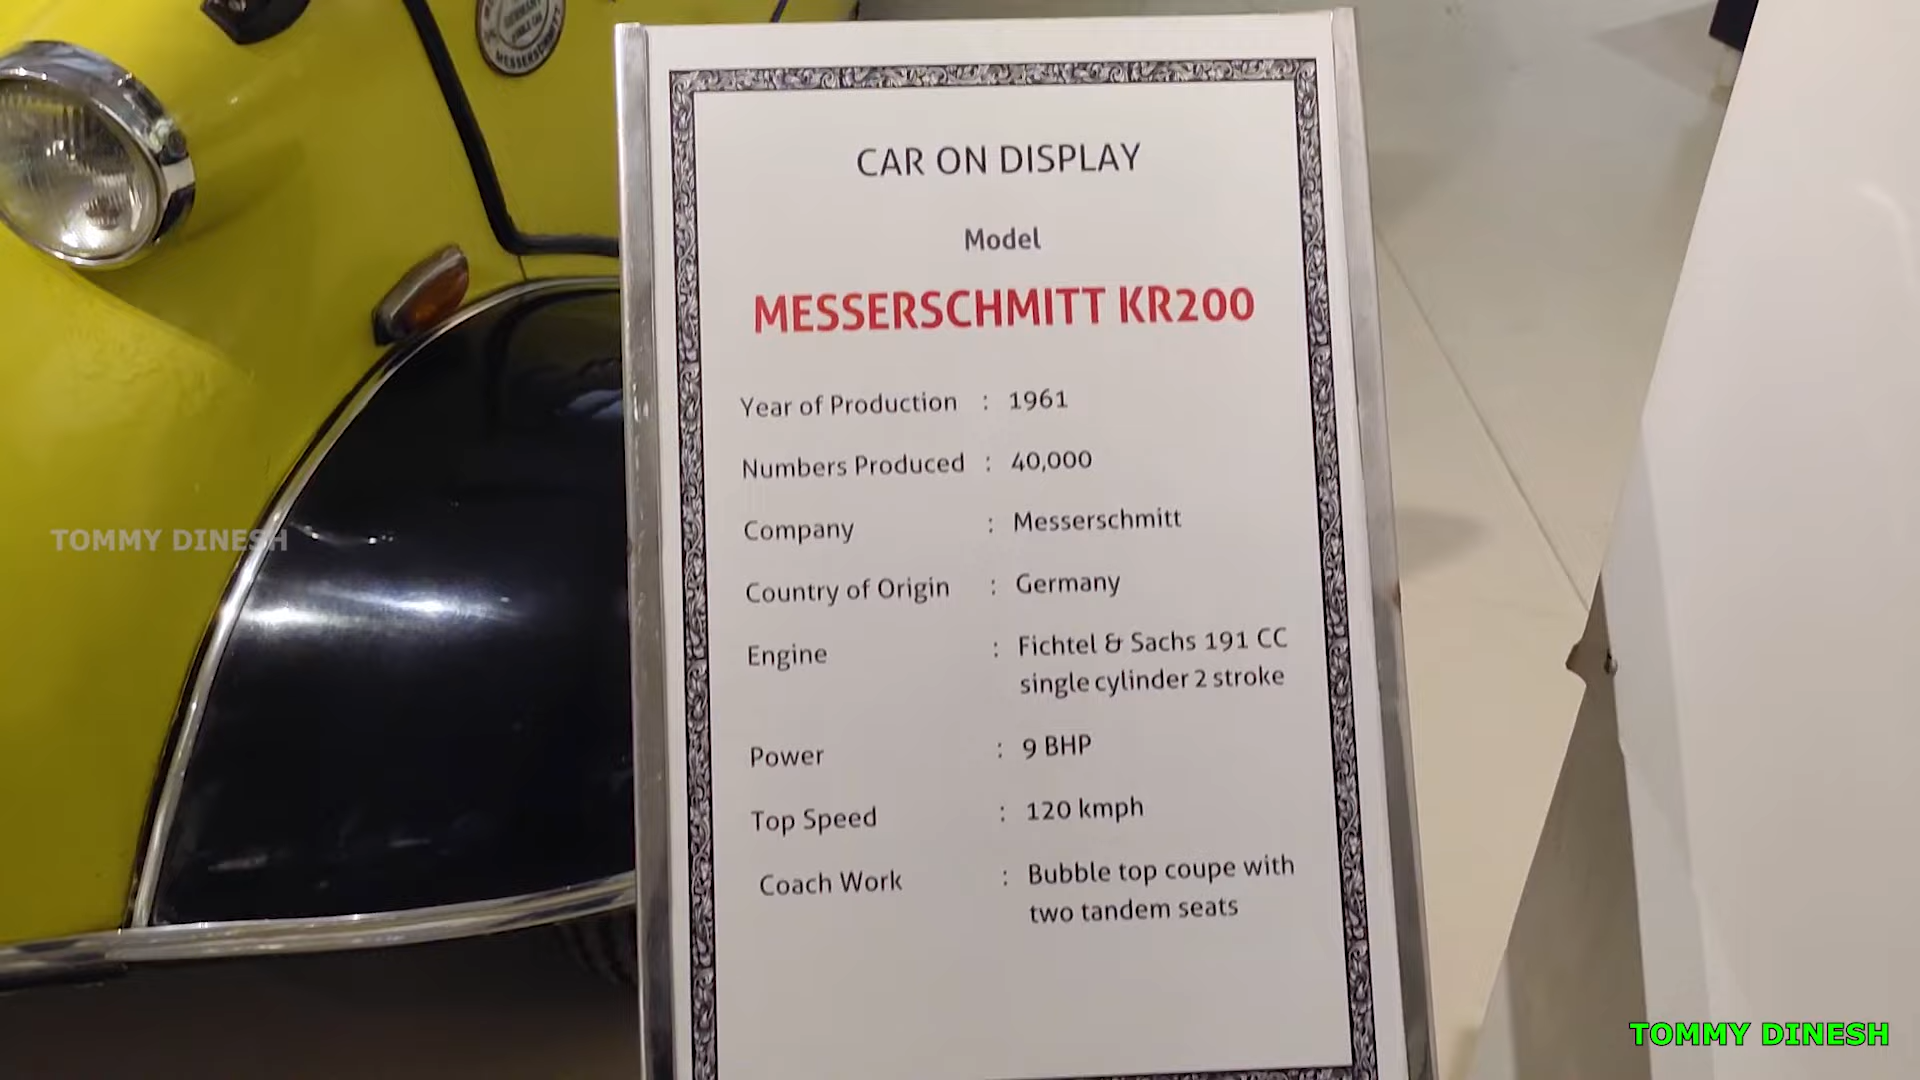 GERMANY
MESSERSCHMITT
CAR ON DISPLAY
Model
MESSERSCHMITT KR200
Year of Production : 1961
Numbers Produced : 40,000
Company : Messerschmitt
Country of Origin : Germany
Engine : Fichtel & Sachs 191 CC
single cylinder 2 stroke
Power : 9 BHP
Top Speed : 120 kmph
Coach Work : Bubble top coupe with
two tandem seats
TOMMY DINESH
TOMMY DINESH